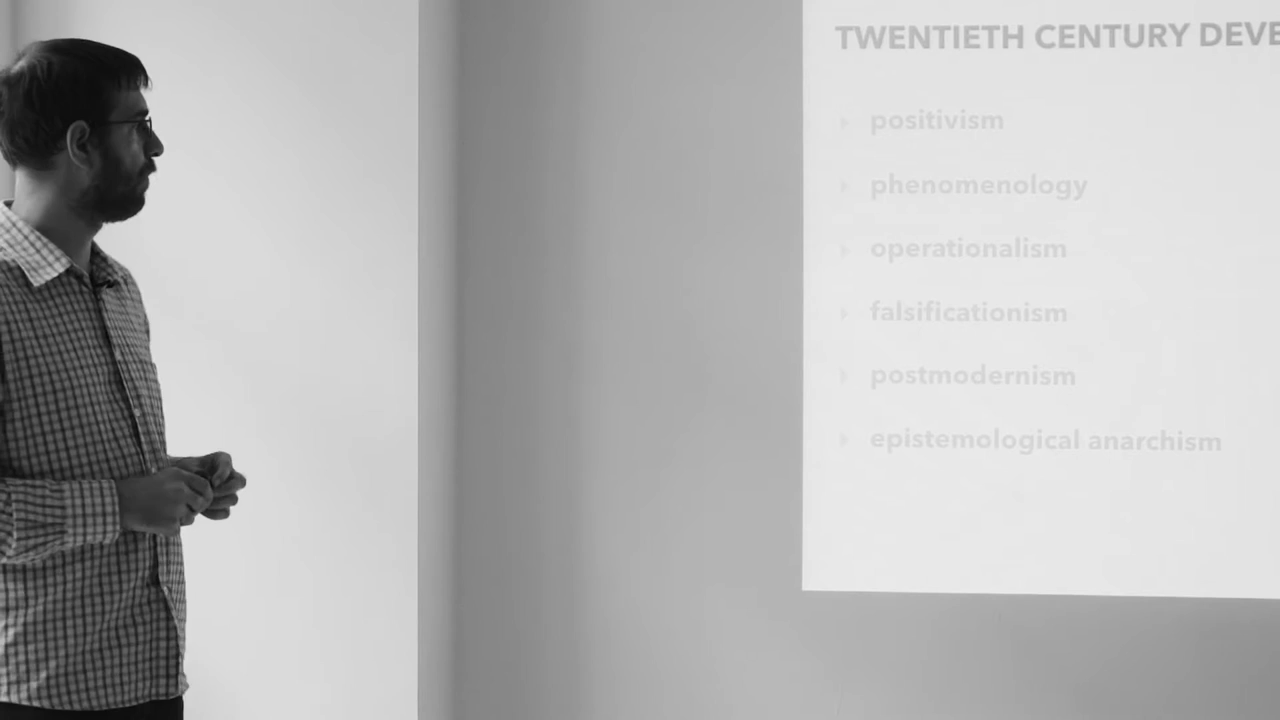 TWENTIETH CENTURY DEVE
positivism
phenomenology
operationalism
falsificationism
postmodernism
epistemological anarchism